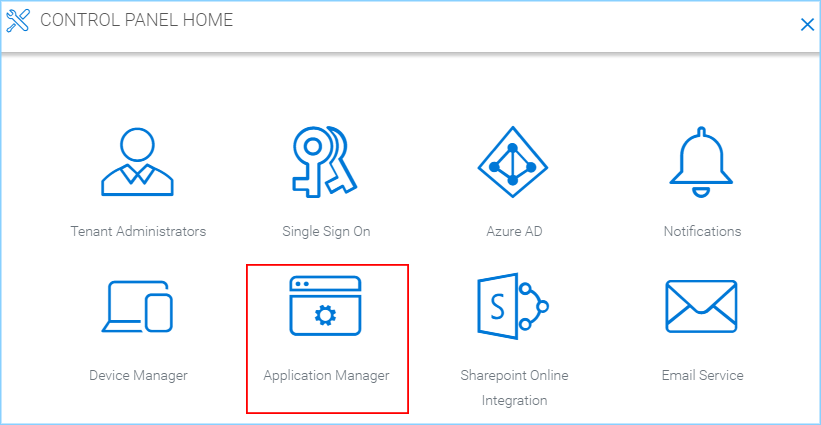 CONTROL PANEL HOME
Tenant Administrators
Single Sign On
Azure AD
Notifications
Device Manager
Application Manager
Sharepoint Online
Integration
Email Service